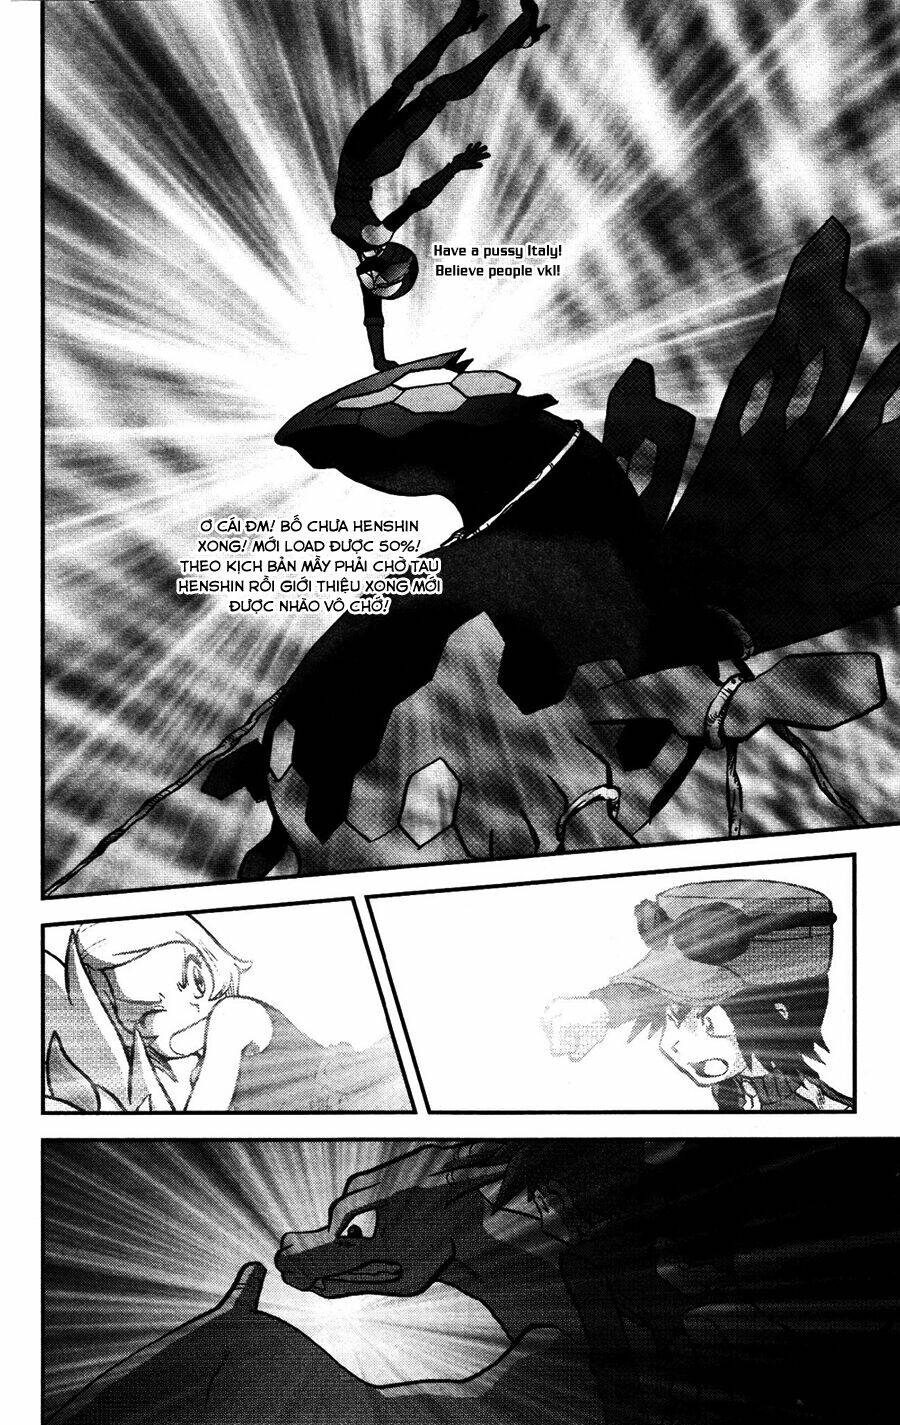 Have a pussy Italy!
Believe people vkl!
Ơ CÁI ĐM! BỐ CHƯA HENSHIN
XONG! MỚI LOAD ĐƯỢC 50%!
THEO KỊCH BẢN MẦY PHẢI CHỜ TAU
HENSHIN RỒI GIỚI THIỆU XONG MỚI
ĐƯỢC NHÀO VÔ CHỚ!